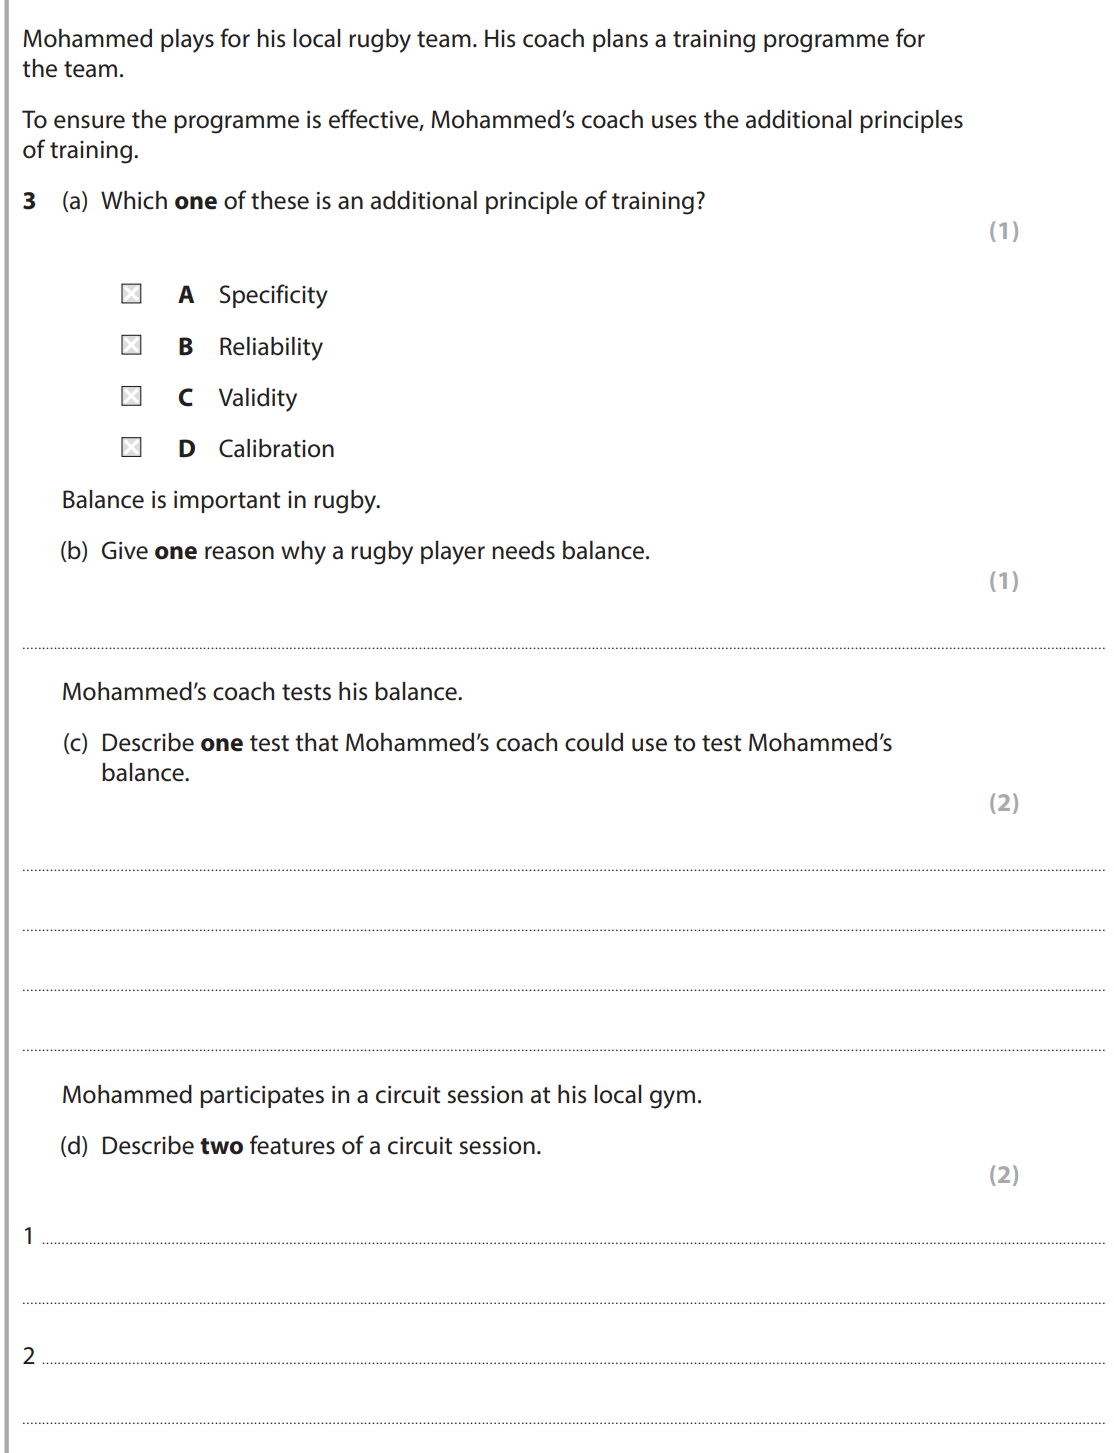 Mohammed plays for his local rugby team. His coach plans a training programme for
the team.
To ensure the programme is effective, Mohammed’s coach uses the additional principles
of training.
3 (a) Which one of these is an additional principle of training?
(1)
A Specificity
B Reliability
C Validity
D Calibration
Balance is important in rugby.
(b) Give one reason why a rugby player needs balance.
(1)
Mohammed’s coach tests his balance.
(c) Describe one test that Mohammed’s coach could use to test Mohammed’s
balance.
(2)
Mohammed participates in a circuit session at his local gym.
(d) Describe two features of a circuit session.
(2)
1
2